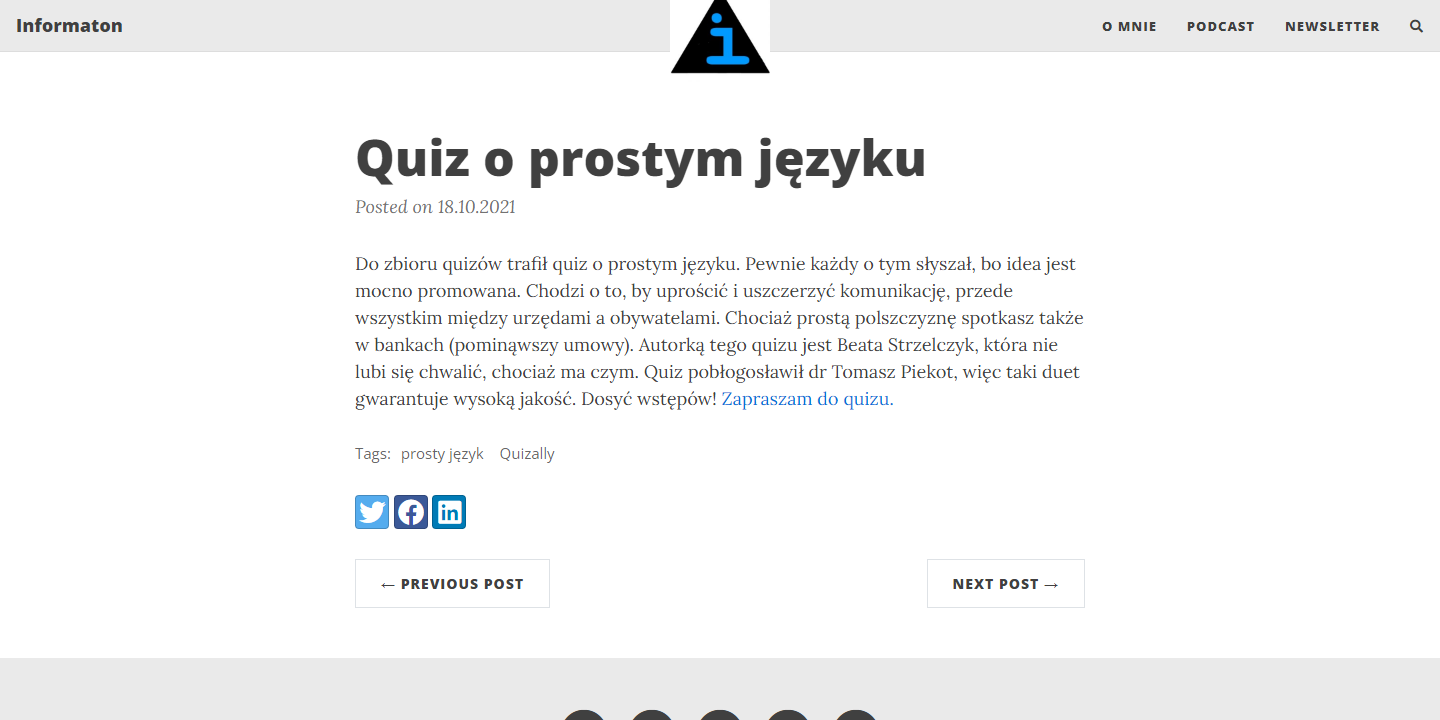 Informaton
i
O MNIE
PODCAST
NEWSLETTER
Quiz o prostym języku
Posted on 18.10.2021
Do zbioru quizów trafił quiz o prostym języku. Pewnie każdy o tym słyszał, bo idea jest
mocno promowana. Chodzi o to, by uprościć i uszczerzyć komunikację, przede
wszystkim między urzędami a obywatelami. Chociaż prostą polszczyznę spotkasz także
w bankach (pominąwszy umowy). Autorką tego quizu jest Beata Strzelczyk, która nie
lubi się chwalić, chociaż ma czym. Quiz pobłogosławił dr Tomasz Piekot, więc taki duet
gwarantuje wysoką jakość. Dosyć wstępów! Zapraszam do quizu.
Tags: prosty język Quizally
← PREVIOUS POST
NEXT POST →